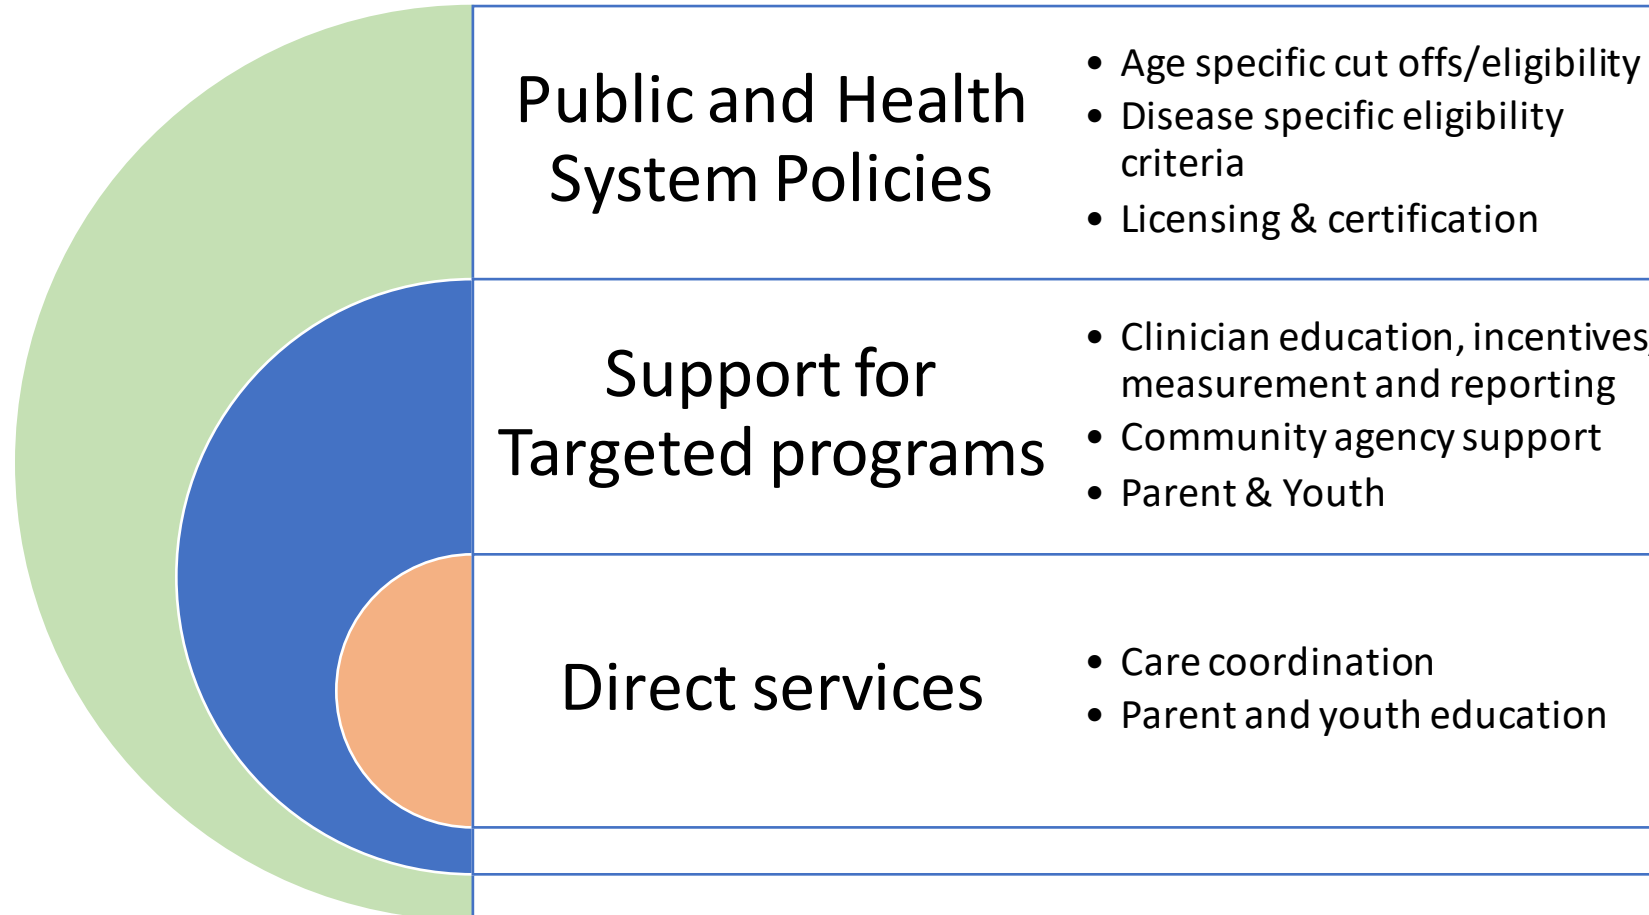 Public and Health
System Policies
• Age specific cut offs/eligibility
• Disease specific eligibility
criteria
• Licensing & certification
Support for
Targeted programs
• Clinician education, incentives,
measurement and reporting
• Community agency support
• Parent & Youth
Direct services
• Care coordination
• Parent and youth education